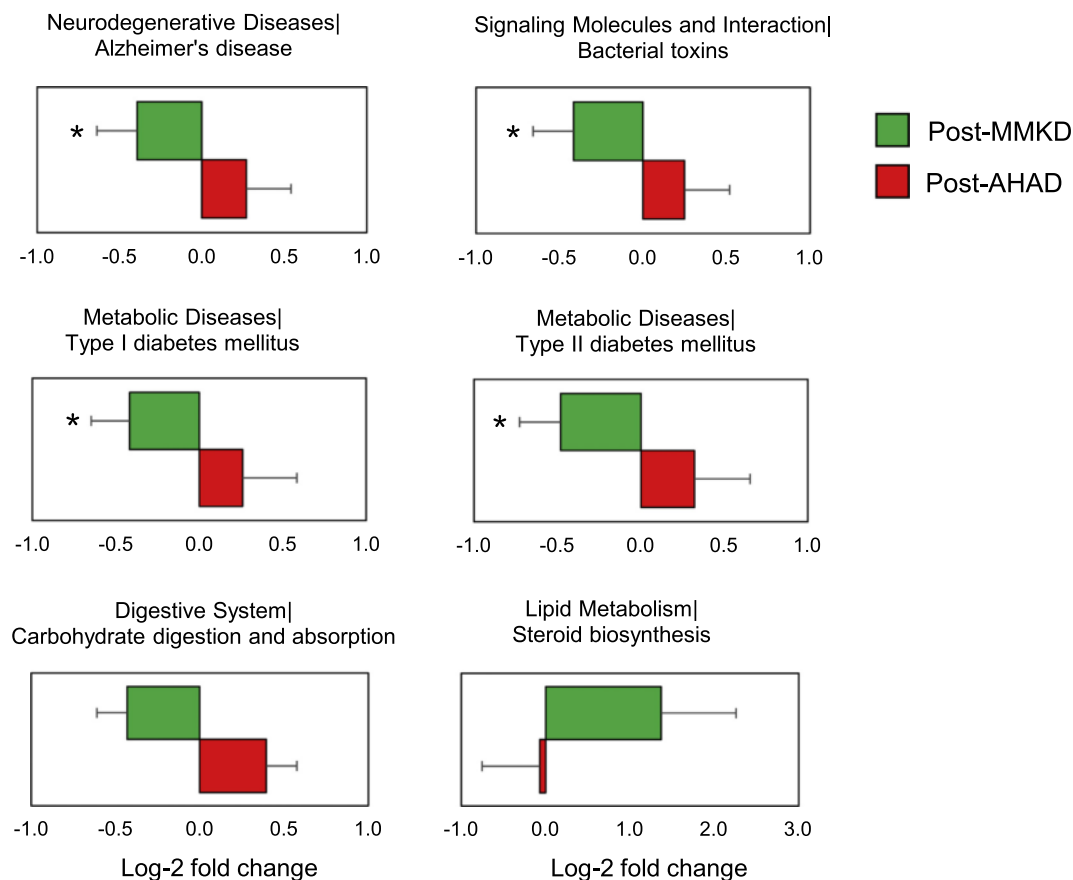 Neurodegenerative Diseases|
Alzheimer's disease
*
-1.0 -0.5 0.0 0.5 1.0
Signaling Molecules and Interaction|
Bacterial toxins
*
-1.0 -0.5 0.0 0.5 1.0
Post-MMKD
Post-AHAD
Metabolic Diseases|
Type I diabetes mellitus
*
-1.0 -0.5 0.0 0.5 1.0
Metabolic Diseases|
Type II diabetes mellitus
*
-1.0 -0.5 0.0 0.5 1.0
Digestive System|
Carbohydrate digestion and absorption
-1.0 -0.5 0.0 0.5 1.0
Log-2 fold change
Lipid Metabolism|
Steroid biosynthesis
-1.0 0.0 1.0 2.0 3.0
Log-2 fold change